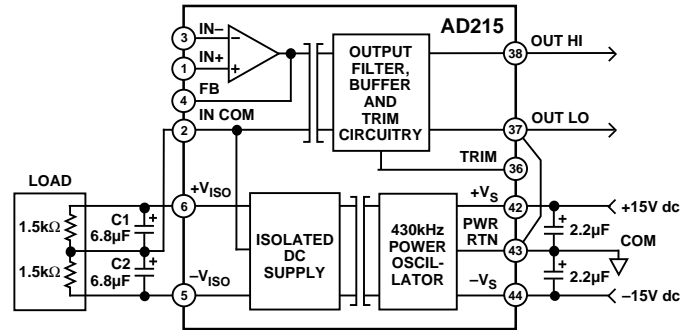 AD215
3
IN–
1
IN+
4
FB
2
IN COM
OUTPUT
FILTER,
BUFFER
AND
TRIM
CIRCUITRY
38
OUT HI
37
OUT LO
36
TRIM
LOAD
1.5kΩ
1.5kΩ
C1
6.8µF
C2
6.8µF
6
+VISO
5
–VISO
ISOLATED
DC
SUPPLY
430kHz
POWER
OSCIL-
LATOR
+VS
42
PWR
RTN
43
–VS
44
+
+
+
+
2.2µF
2.2µF
+15V dc
COM
–15V dc